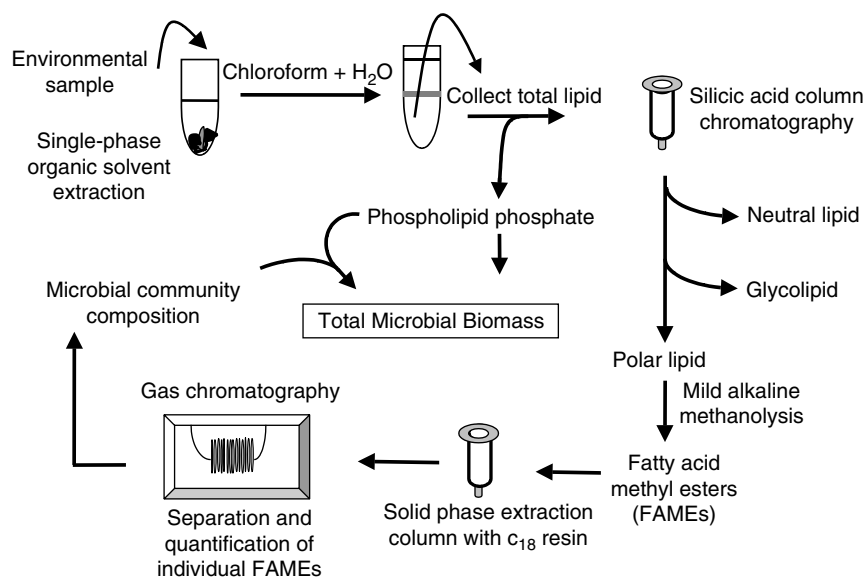 Environmental
sample
Chloroform + H₂O
Single-phase
organic solvent
extraction
Collect total lipid
Silicic acid column
chromatography
Phospholipid phosphate
Neutral lipid
Glycolipid
Microbial community
composition
Total Microbial Biomass
Polar lipid
Mild alkaline
methanolysis
Fatty acid
methyl esters
(FAMEs)
Solid phase extraction
column with c₁₈ resin
Gas chromatography
Separation and
quantification of
individual FAMEs